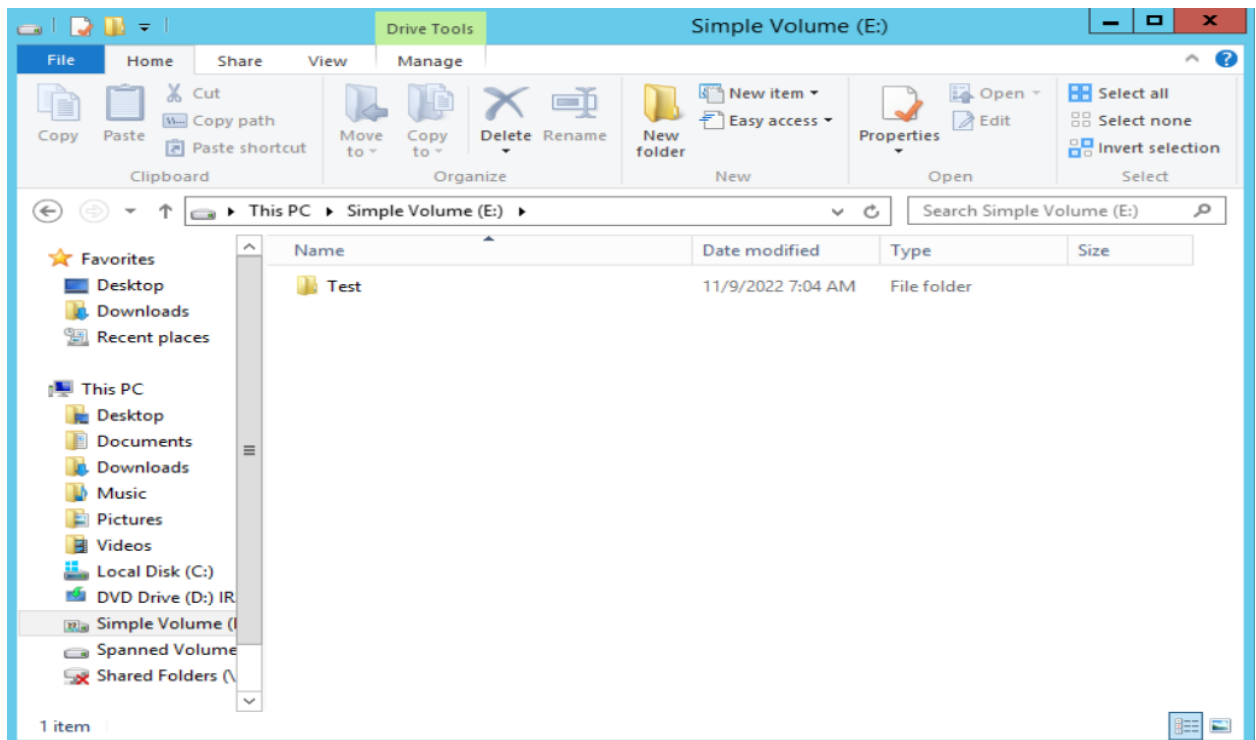 Drive Tools
Simple Volume (E:)
File Home Share View Manage
Copy
Paste
Cut
Copy path
Paste shortcut
Clipboard
Move to
Copy to
Delete
Rename
Organize
New folder
New item
Easy access
New
Properties
Open
Edit
Open
Select all
Select none
Invert selection
Select
This PC Simple Volume (E:)
Search Simple Volume (E:)
Favorites
Desktop
Downloads
Recent places
This PC
Desktop
Documents
Downloads
Music
Pictures
Videos
Local Disk (C:)
DVD Drive (D:) IR
Simple Volume (
Spanned Volume
Shared Folders (\
Name Date modified Type Size
Test 11/9/2022 7:04 AM File folder
1 item